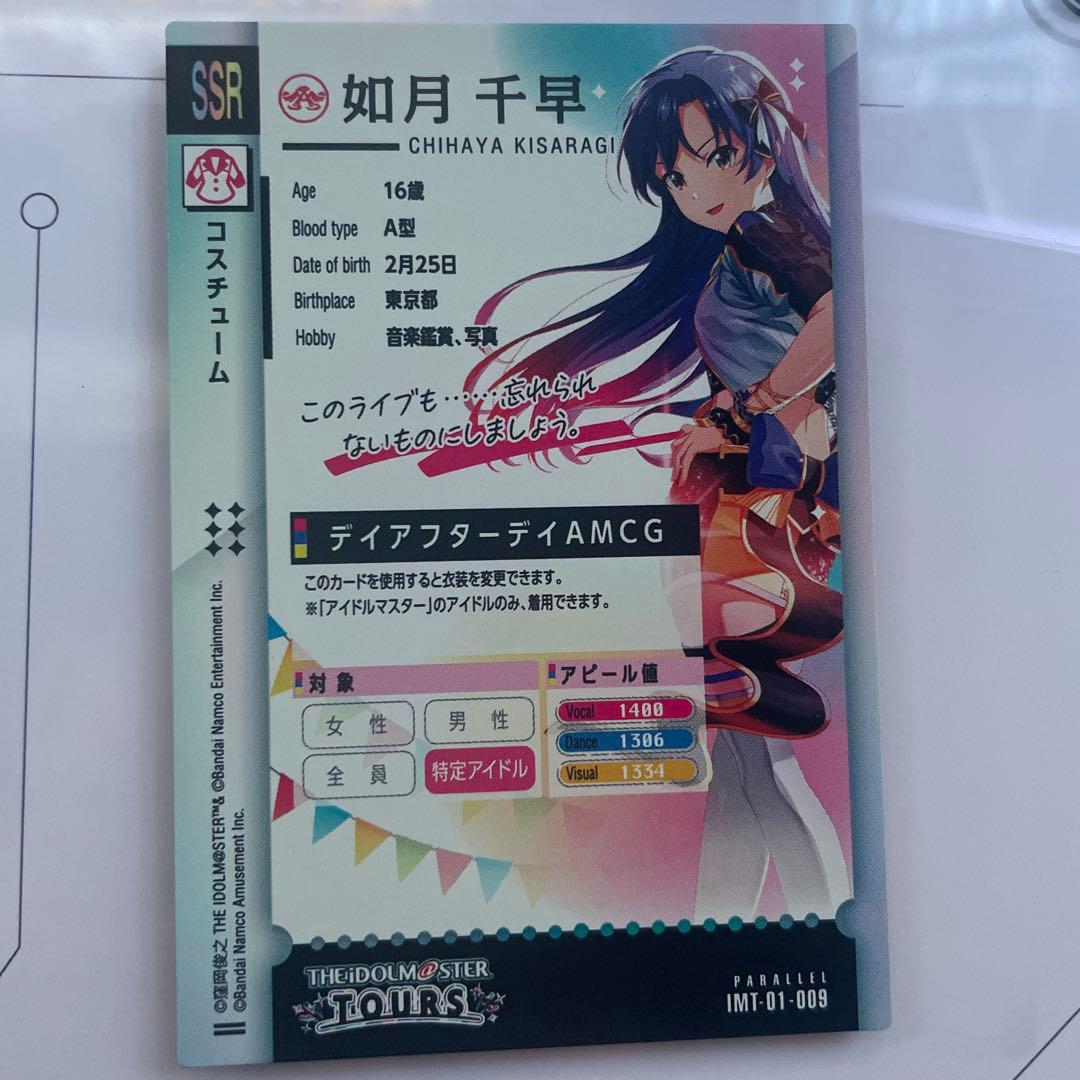 SSR
コスチューム
如月 千早
CHIHAYA KISARAGI
Age 16歳
Blood type A型
Date of birth 2月25日
Birthplace 東京都
Hobby 音楽鑑賞、写真
このライブも……忘れられ
ないものにしましょう。
デイアフターデイAMCG
このカードを使用すると衣装を変更できます。
※「アイドルマスター」のアイドルのみ、着用できます。
対象
女性 男性
全員 特定アイドル
アピール値
Vocal 1400
Dance 1306
Visual 1334
©窪岡俊之 THE IDOLM@STER™& ©Bandai Namco Entertainment Inc.
©Bandai Namco Amusement Inc.
THE iDOLM@STER
TOURS
PARALLEL
IMT-01-009